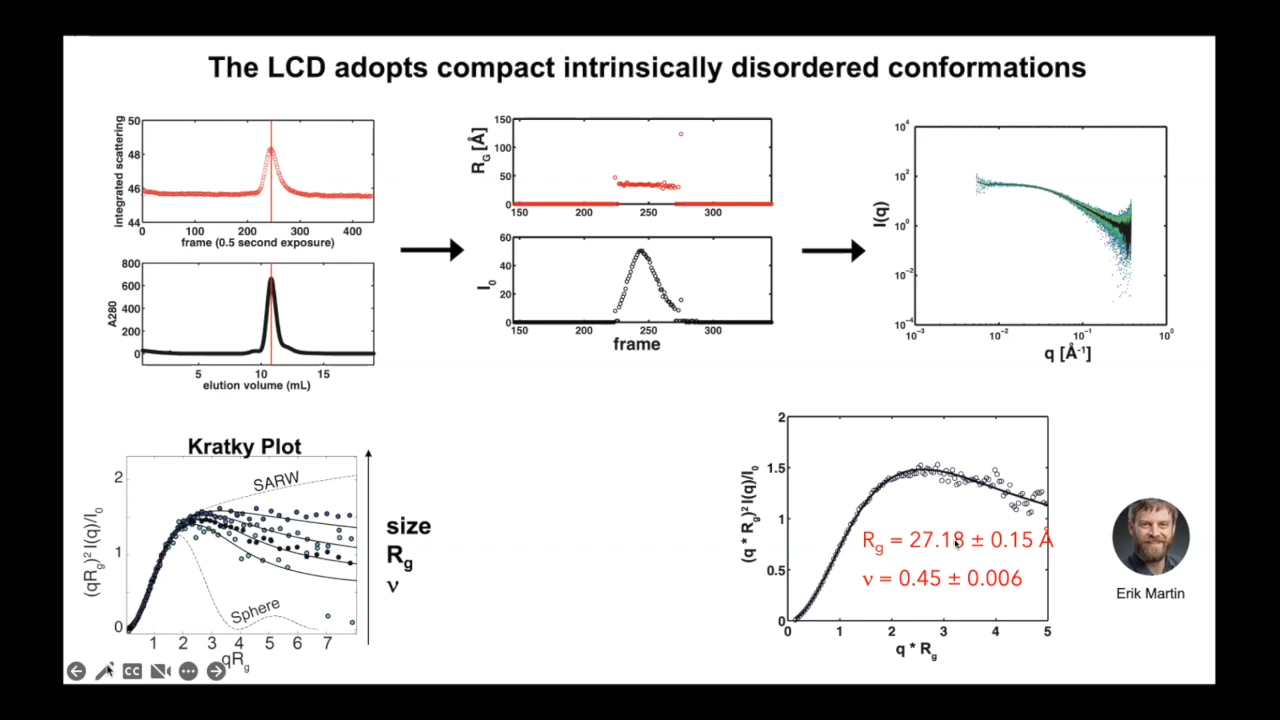 The LCD adopts compact intrinsically disordered conformations
integrated scattering
50
48
46
44
0 100 200 300 400
frame (0.5 second exposure)
A280
800
600
400
200
0
5 10 15
elution volume (mL)
R_G [Å]
150
100
50
0
150 200 250 300
I_0
60
40
20
0
150 200 250 300
frame
I(q)
10^4
10^2
10^0
10^-2
10^-4
10^-3 10^-2 10^-1 10^0
q [Å^-1]
Kratky Plot
(qR_g)^2 I(q)/I_0
2
1
0
SARW
Sphere
1 2 3 4 5 6 7
qR_g
size
R_g
ν
(q * R_g)^2 I(q)/I_0
2
1.5
1
0.5
0
R_g = 27.18 ± 0.15 Å
ν = 0.45 ± 0.006
0 1 2 3 4 5
q * R_g
Erik Martin
CC